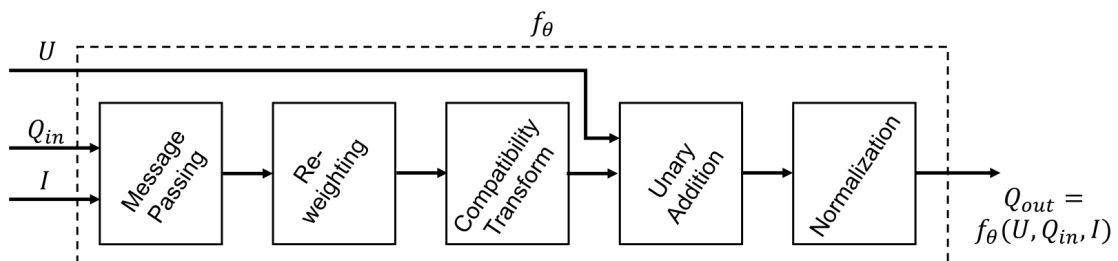 f_θ
U
Q_in
I
Message
Passing
Re-
weighting
Compatibility
Transform
Unary
Addition
Normalization
Q_out =
f_θ(U, Q_in, I)